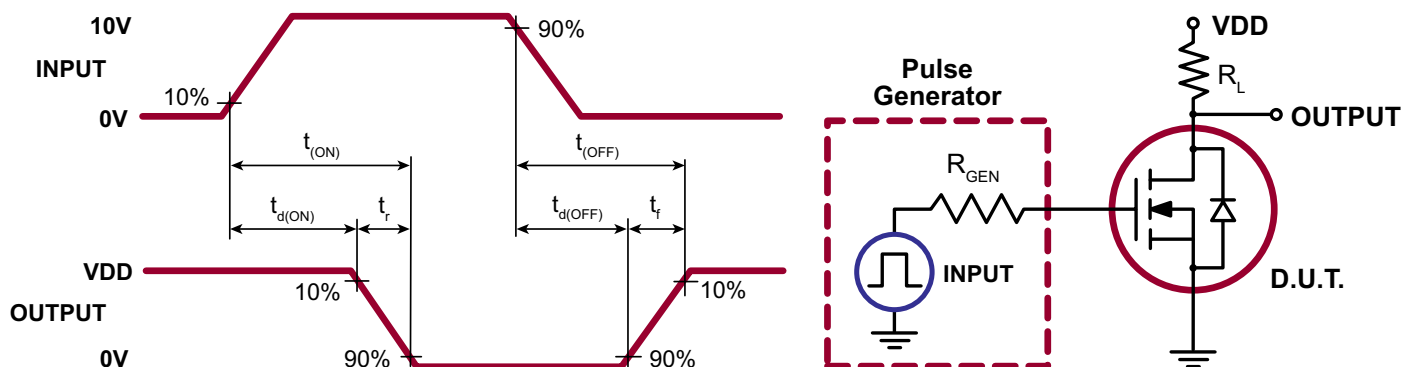 10V
INPUT
0V
10%
90%
t(ON)
t(OFF)
td(ON)
tr
td(OFF)
tf
VDD
OUTPUT
0V
10%
90%
90%
10%
Pulse
Generator
RGEN
INPUT
VDD
RL
OUTPUT
D.U.T.